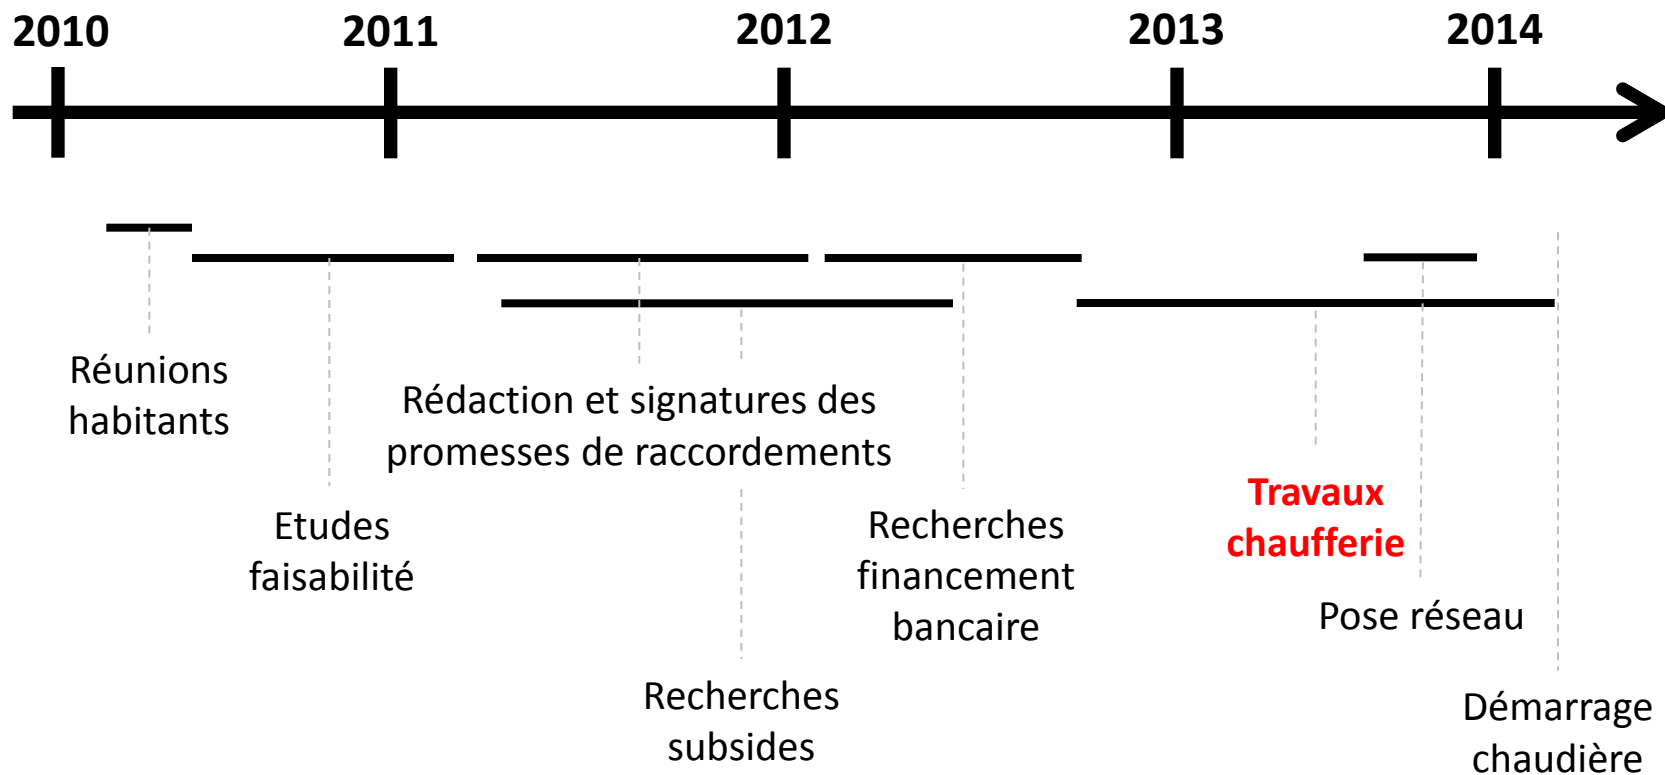 2010
2011
2012
2013
2014
Réunions
habitants
Etudes
faisabilité
Rédaction et signatures des
promesses de raccordements
Recherches
subsides
Recherches
financement
bancaire
Travaux
chaufferie
Pose réseau
Démarrage
chaudière